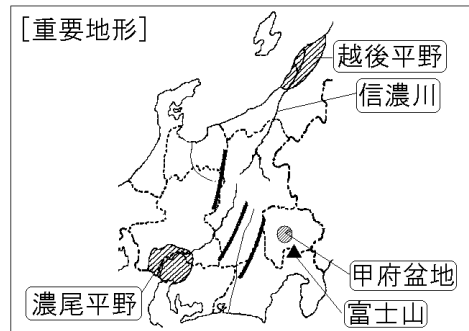 [重要地形]
越後平野
信濃川
甲府盆地
濃尾平野
富士山